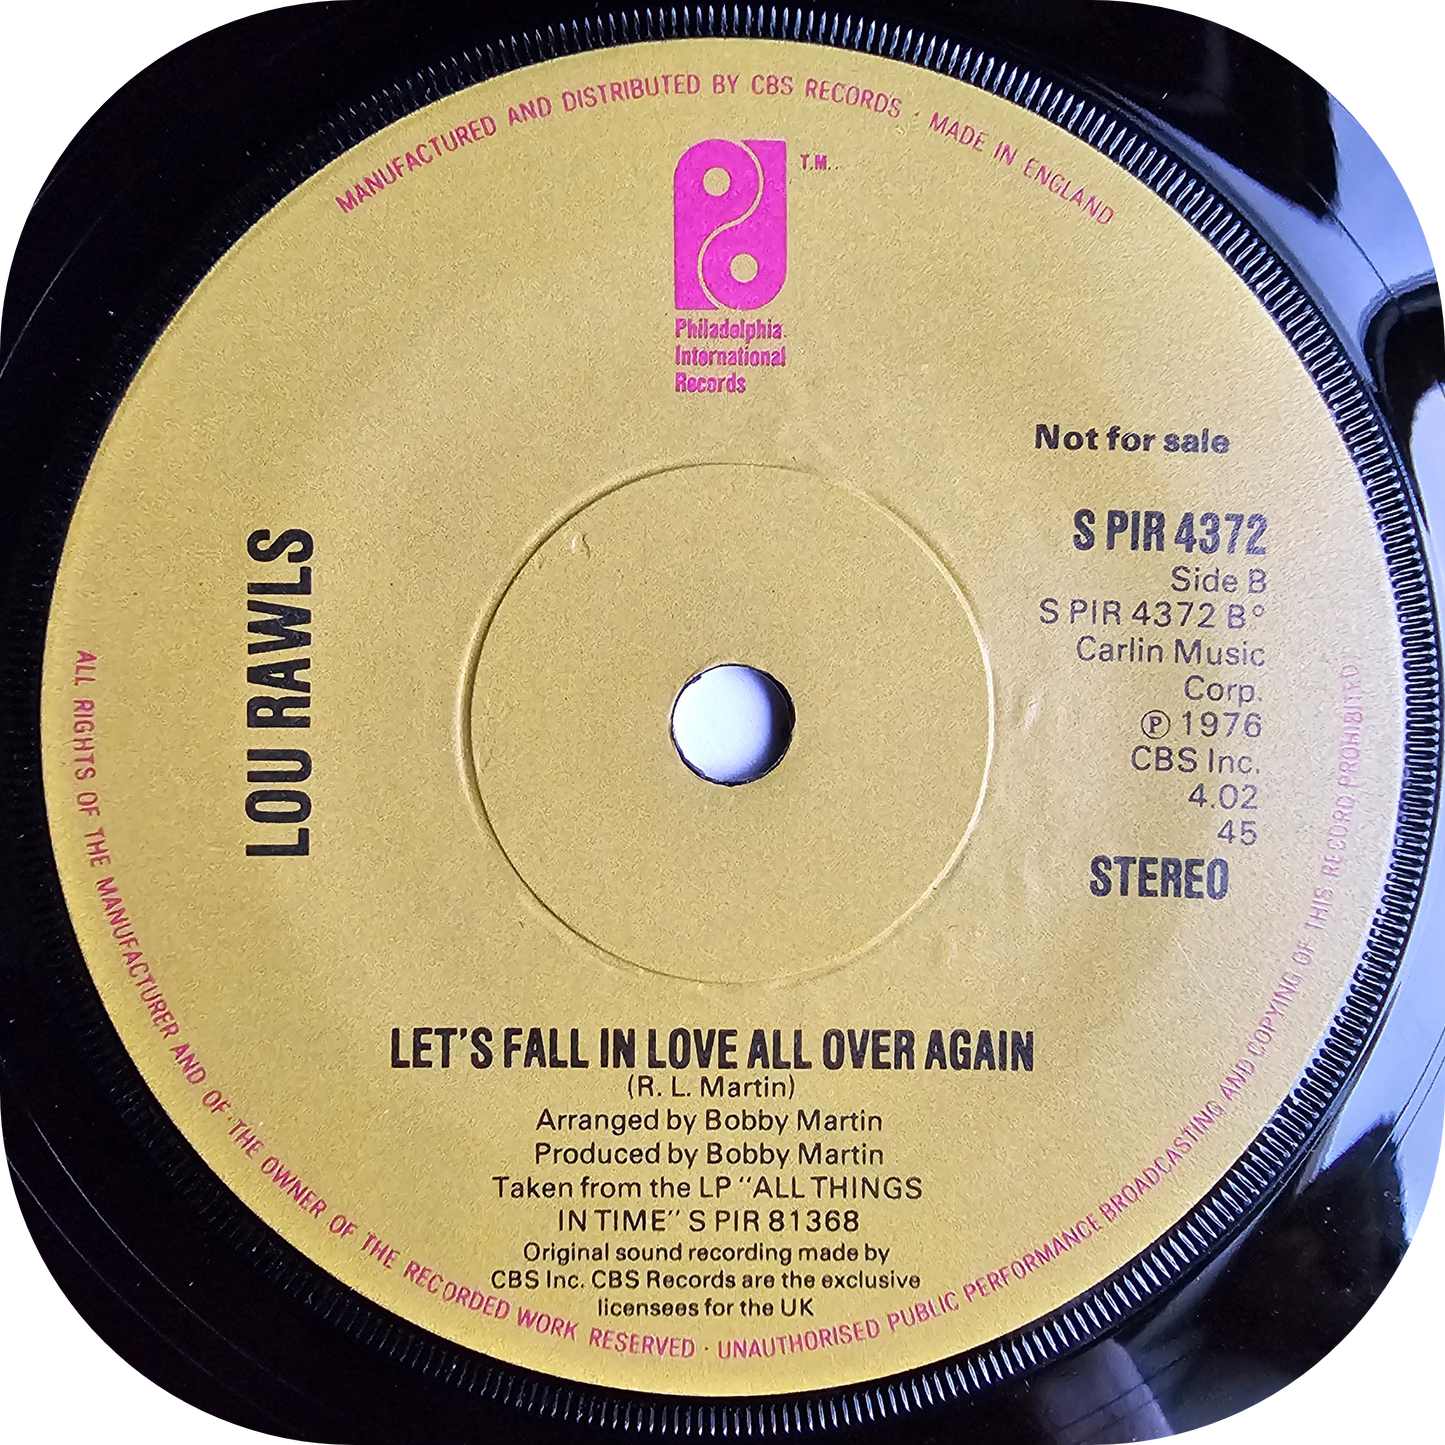 MANUFACTURED AND DISTRIBUTED BY CBS RECORDS · MADE IN ENGLAND
T.M.
Philadelphia
International
Records
Not for sale
S PIR 4372
Side B
S PIR 4372 B°
Carlin Music
Corp.
℗ 1976
CBS Inc.
4.02
45
STEREO
LOU RAWLS
LET'S FALL IN LOVE ALL OVER AGAIN
(R. L. Martin)
Arranged by Bobby Martin
Produced by Bobby Martin
Taken from the LP "ALL THINGS
IN TIME" S PIR 81368
Original sound recording made by
CBS Inc. CBS Records are the exclusive
licensees for the UK
ALL RIGHTS OF THE MANUFACTURER AND OF THE OWNER OF THE RECORDED WORK RESERVED · UNAUTHORISED PUBLIC PERFORMANCE BROADCASTING AND COPYING OF THIS RECORD PROHIBITED